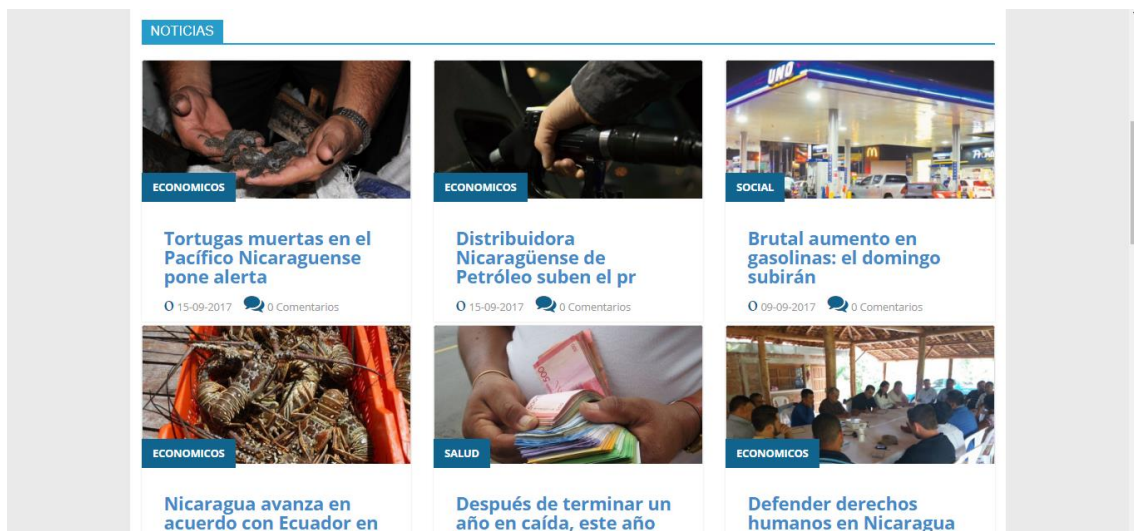 NOTICIAS
UNO
ECONOMICOS
ECONOMICOS
SOCIAL
Tortugas muertas en el
Pacífico Nicaraguense
pone alerta
15-09-2017 0 Comentarios
Distribuidora
Nicaragüense de
Petróleo suben el pr
15-09-2017 0 Comentarios
Brutal aumento en
gasolinas: el domingo
subirán
09-09-2017 0 Comentarios
500
ECONOMICOS
SALUD
ECONOMICOS
Nicaragua avanza en
acuerdo con Ecuador en
Después de terminar un
año en caída, este año
Defender derechos
humanos en Nicaragua